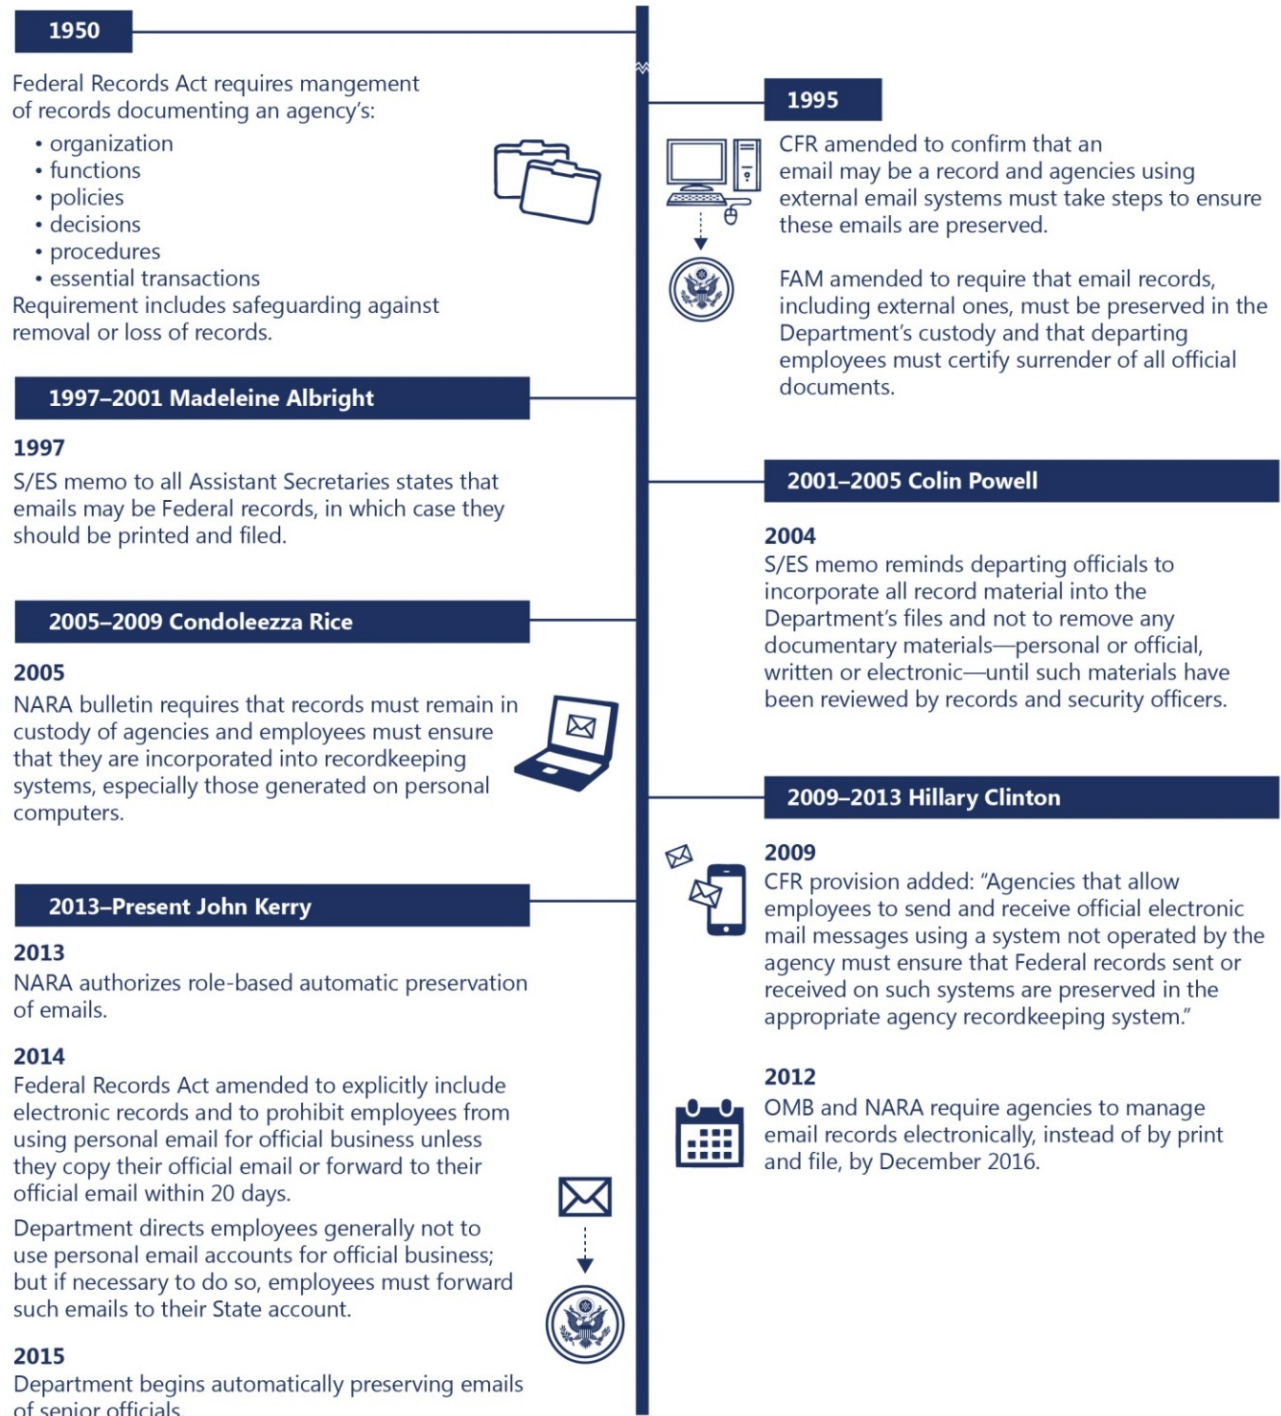 1950
Federal Records Act requires mangement
of records documenting an agency's:
• organization
• functions
• policies
• decisions
• procedures
• essential transactions
Requirement includes safeguarding against
removal or loss of records.
1995
CFR amended to confirm that an
email may be a record and agencies using
external email systems must take steps to ensure
these emails are preserved.
FAM amended to require that email records,
including external ones, must be preserved in the
Department's custody and that departing
employees must certify surrender of all official
documents.
1997–2001 Madeleine Albright
1997
S/ES memo to all Assistant Secretaries states that
emails may be Federal records, in which case they
should be printed and filed.
2001–2005 Colin Powell
2004
S/ES memo reminds departing officials to
incorporate all record material into the
Department's files and not to remove any
documentary materials—personal or official,
written or electronic—until such materials have
been reviewed by records and security officers.
2005–2009 Condoleezza Rice
2005
NARA bulletin requires that records must remain in
custody of agencies and employees must ensure
that they are incorporated into recordkeeping
systems, especially those generated on personal
computers.
2009–2013 Hillary Clinton
2009
CFR provision added: “Agencies that allow
employees to send and receive official electronic
mail messages using a system not operated by the
agency must ensure that Federal records sent or
received on such systems are preserved in the
appropriate agency recordkeeping system.”
2012
OMB and NARA require agencies to manage
email records electronically, instead of by print
and file, by December 2016.
2013–Present John Kerry
2013
NARA authorizes role-based automatic preservation
of emails.
2014
Federal Records Act amended to explicitly include
electronic records and to prohibit employees from
using personal email for official business unless
they copy their official email or forward to their
official email within 20 days.
Department directs employees generally not to
use personal email accounts for official business;
but if necessary to do so, employees must forward
such emails to their State account.
2015
Department begins automatically preserving emails
of senior officials.